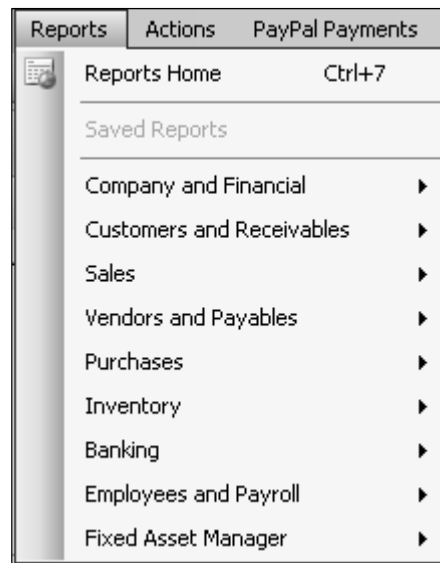 Reports Actions PayPal Payments
Reports Home Ctrl+7
Saved Reports
Company and Financial
Customers and Receivables
Sales
Vendors and Payables
Purchases
Inventory
Banking
Employees and Payroll
Fixed Asset Manager